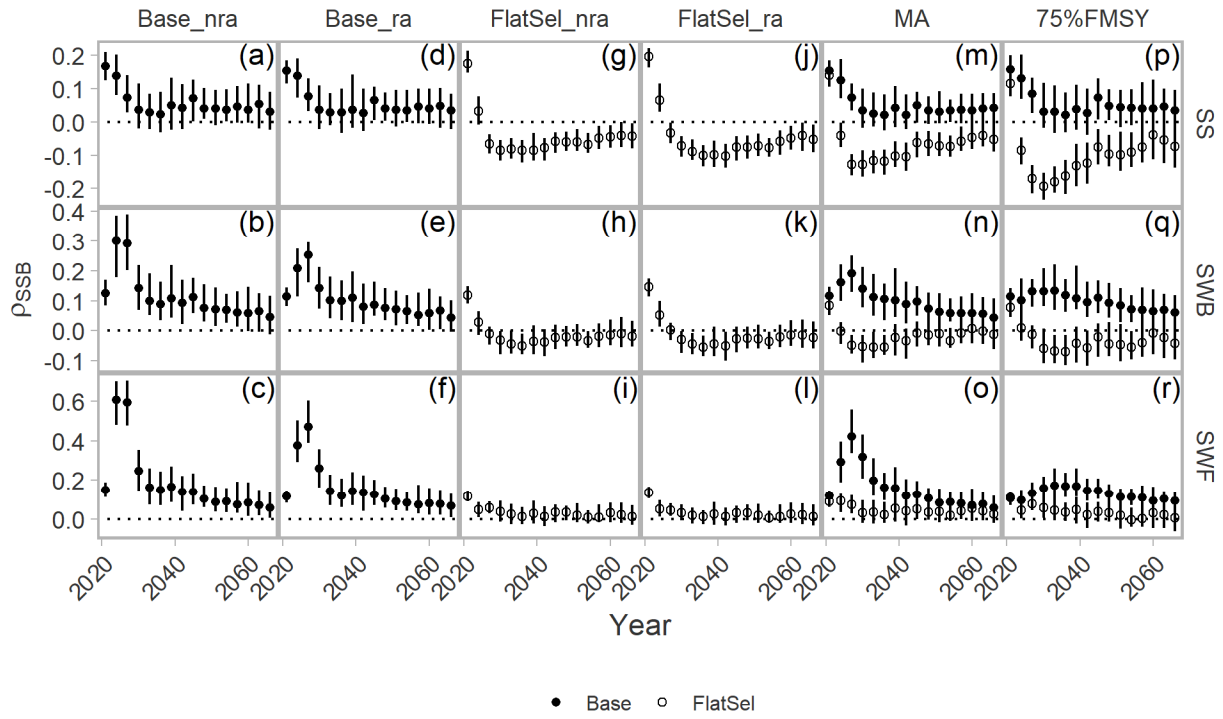 Base_nra Base_ra FlatSel_nra FlatSel_ra MA 75%FMSY
(a) (d) (g) (j) (m) (p)
0.2
0.1
0.0
-0.1
-0.2
SS
(b) (e) (h) (k) (n) (q)
0.4
0.3
0.2
0.1
0.0
-0.1
SWB
ρSSB
(c) (f) (i) (l) (o) (r)
0.6
0.4
0.2
0.0
SWF
2020 2040 2060 2020 2040 2060 2020 2040 2060 2020 2040 2060 2020 2040 2060 2020 2040 2060
Year
Base FlatSel